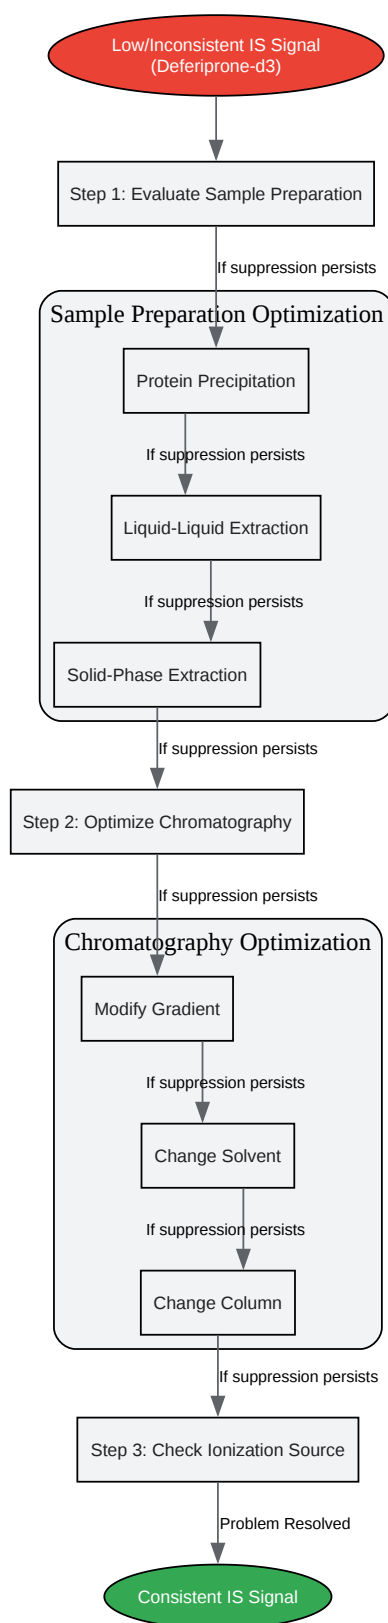 Low/Inconsistent IS Signal
(Deferiprone-d3)
Step 1: Evaluate Sample Preparation
If suppression persists
Sample Preparation Optimization
Protein Precipitation
If suppression persists
Liquid-Liquid Extraction
If suppression persists
Solid-Phase Extraction
If suppression persists
Step 2: Optimize Chromatography
If suppression persists
Chromatography Optimization
Modify Gradient
If suppression persists
Change Solvent
If suppression persists
Change Column
If suppression persists
Step 3: Check Ionization Source
Problem Resolved
Consistent IS Signal